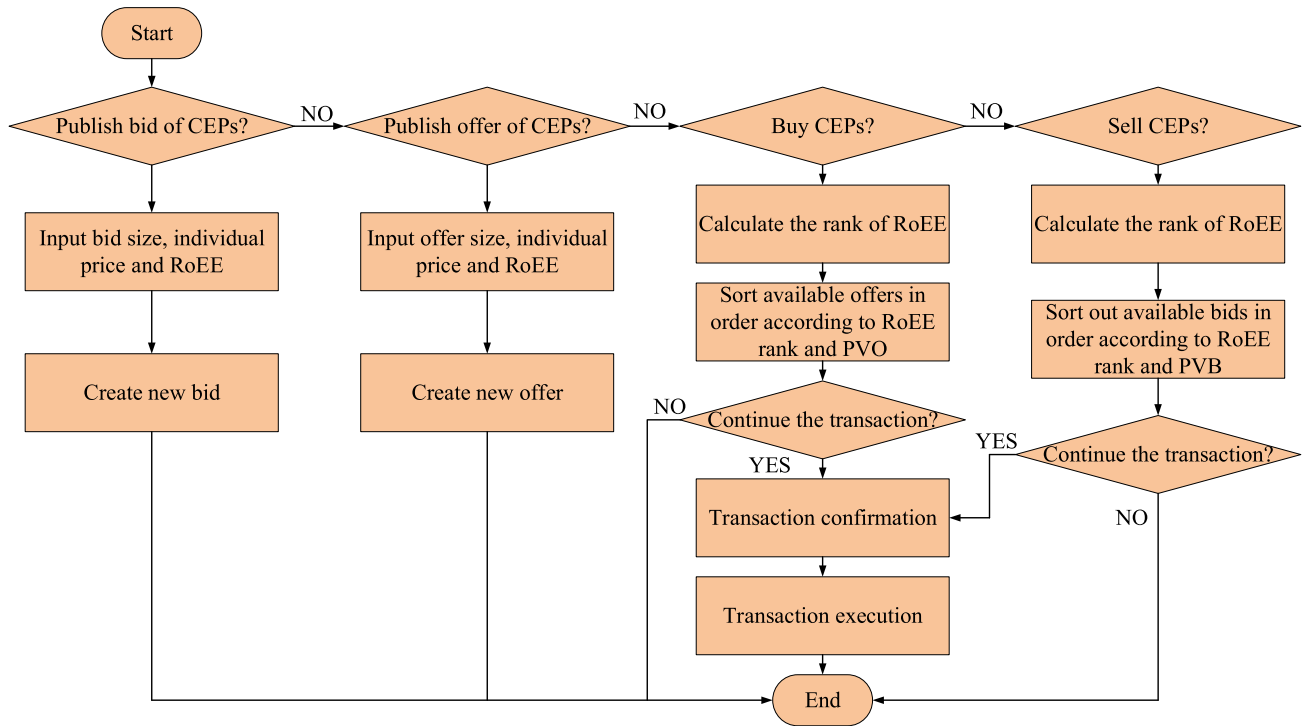 Start
Publish bid of CEPs?
NO
Publish offer of CEPs?
NO
Buy CEPs?
NO
Sell CEPs?
Input bid size, individual
price and RoEE
Input offer size, individual
price and RoEE
Calculate the rank of RoEE
Calculate the rank of RoEE
Sort available offers in
order according to RoEE
rank and PVO
Sort out available bids in
order according to RoEE
rank and PVB
Create new bid
Create new offer
NO
Continue the transaction?
YES
YES
Continue the transaction?
NO
Transaction confirmation
Transaction execution
End